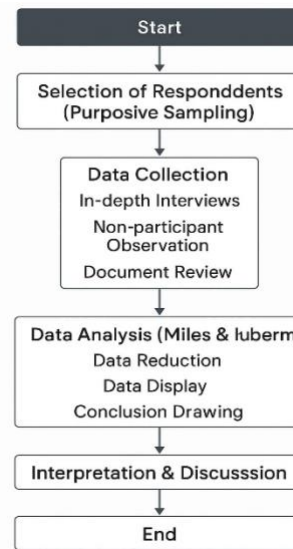 Start
Selection of Responddents
(Purposive Sampling)
Data Collection
In-depth Interviews
Non-participant
Observation
Document Review
Data Analysis (Miles & luberm
Data Reduction
Data Display
Conclusion Drawing
Interpretation & Discusssion
End